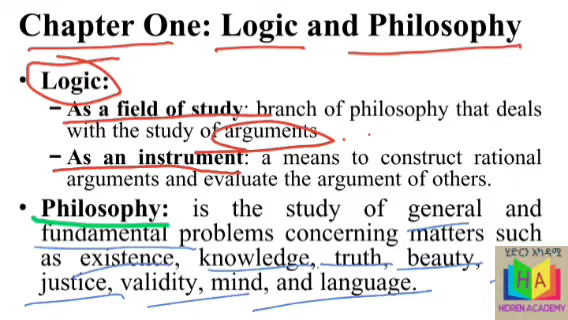 Chapter One: Logic and Philosophy
• Logic:
– As a field of study: branch of philosophy that deals
with the study of arguments.
– As an instrument: a means to construct rational
arguments and evaluate the argument of others.
• Philosophy: is the study of general and
fundamental problems concerning matters such
as existence, knowledge, truth, beauty,
justice, validity, mind, and language.
ሂድርን አካዳሚ
HA
HIDREN ACADEMY